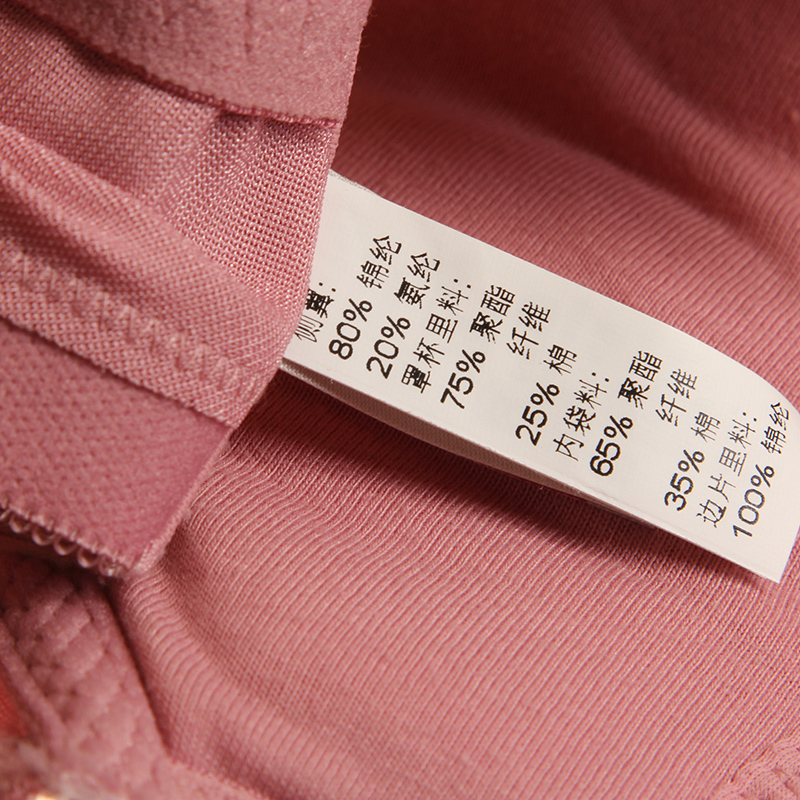 侧翼:
80% 锦纶
20% 氨纶
罩杯里料:
75% 聚酯
纤维
25% 棉
内袋料:
65% 聚酯
纤维
35% 棉
边片里料:
100% 锦纶